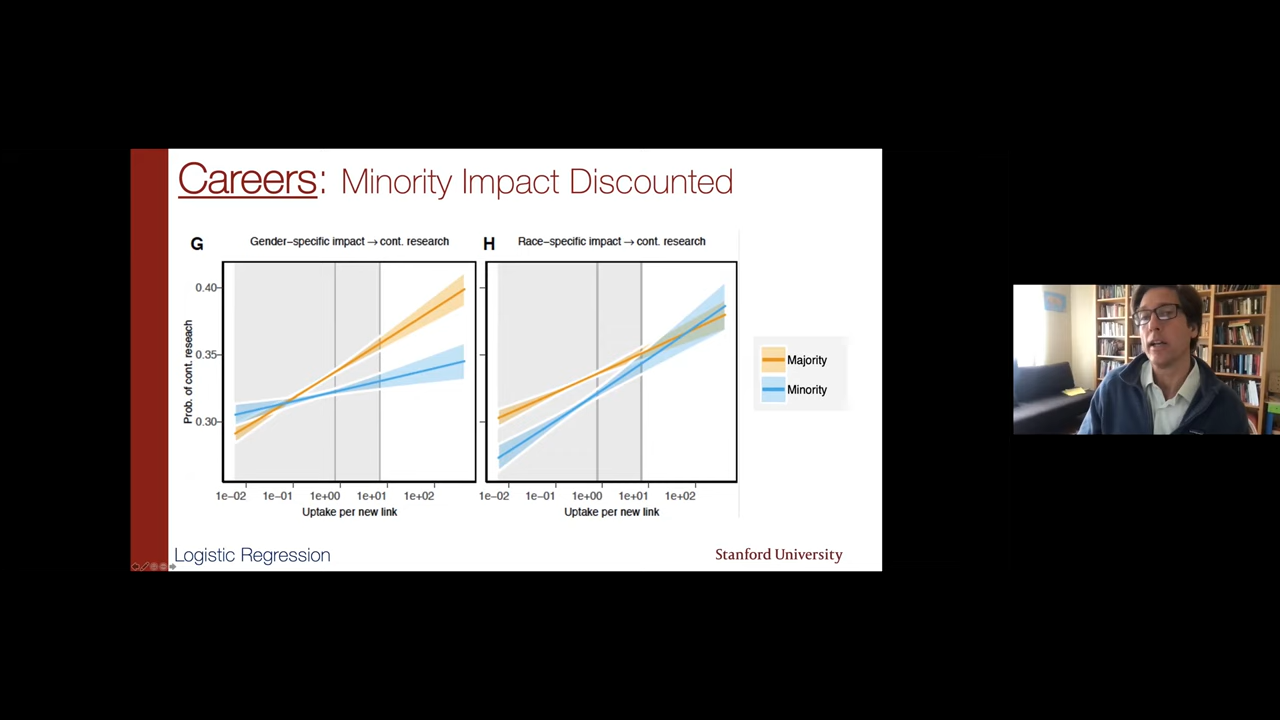 Careers: Minority Impact Discounted
G
Gender-specific impact → cont. research
H
Race-specific impact → cont. research
Prob. of cont. reseach
0.40
0.35
0.30
1e-02 1e-01 1e+00 1e+01 1e+02
Uptake per new link
1e-02 1e-01 1e+00 1e+01 1e+02
Uptake per new link
Majority
Minority
Logistic Regression
Stanford University